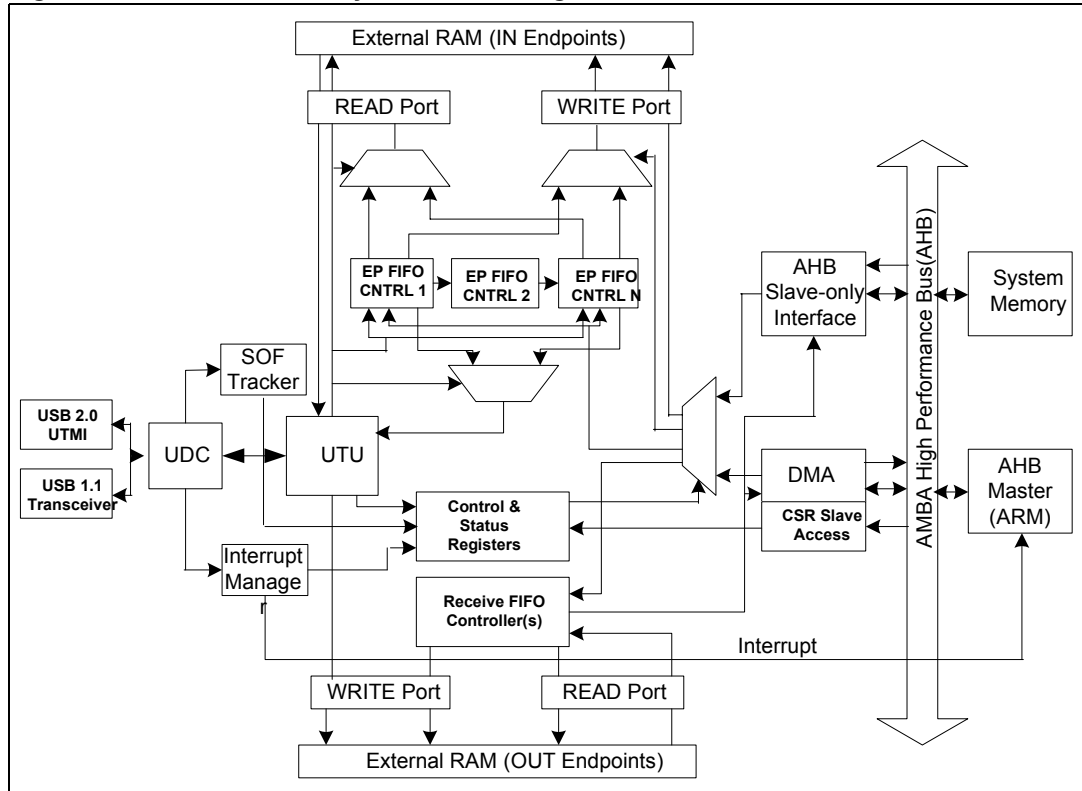 External RAM (IN Endpoints)
READ Port
WRITE Port
EP FIFO
CNTRL 1
EP FIFO
CNTRL 2
EP FIFO
CNTRL N
AHB
Slave-only
Interface
AMBA High Performance Bus(AHB)
System
Memory
SOF
Tracker
USB 2.0
UTMI
USB 1.1
Transceiver
UDC
UTU
DMA
CSR Slave
Access
AHB
Master
(ARM)
Control &
Status
Registers
Interrupt
Manage
r
Receive FIFO
Controller(s)
Interrupt
WRITE Port
READ Port
External RAM (OUT Endpoints)